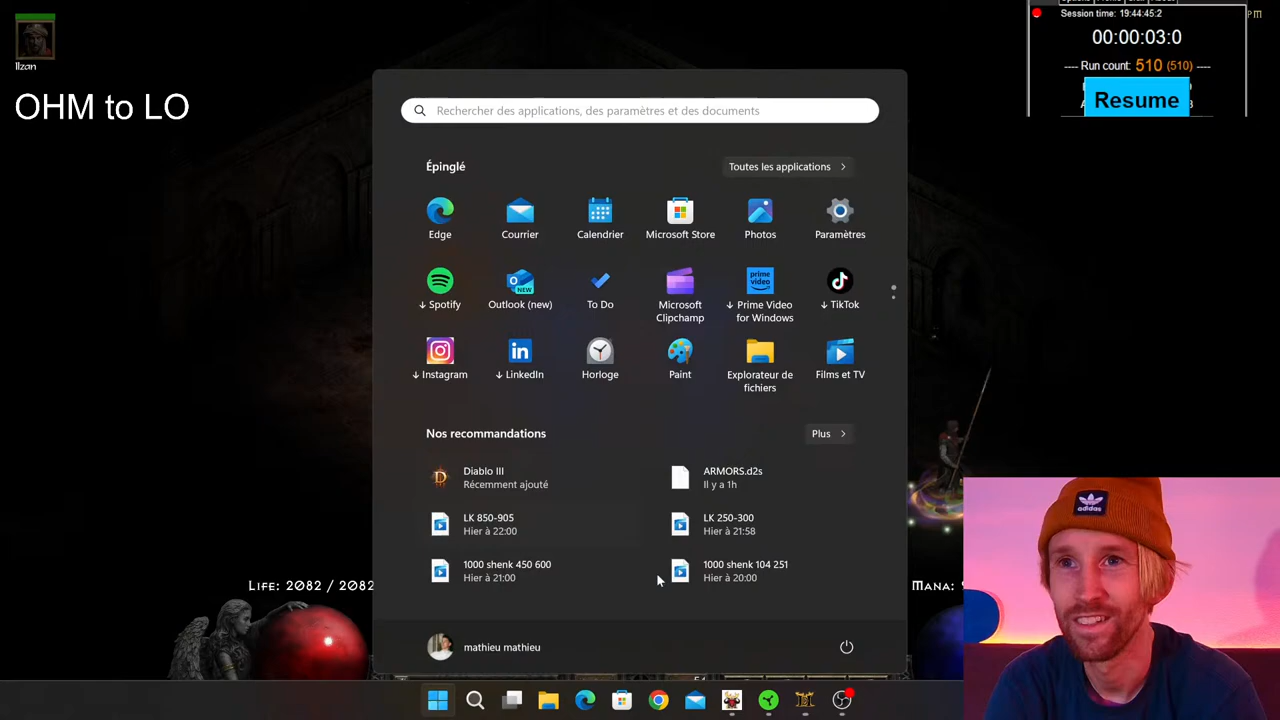 Session time: 19:44:45:2
PM
00:00:03:0
---- Run count: 510 (510) ----
Resume
llzan
OHM to LO
Rechercher des applications, des paramètres et des documents
Épinglé
Toutes les applications
Edge
Courrier
Calendrier
Microsoft Store
Photos
Paramètres
↓ Spotify
Outlook (new)
To Do
Microsoft Clipchamp
↓ Prime Video for Windows
↓ TikTok
↓ Instagram
↓ LinkedIn
Horloge
Paint
Explorateur de fichiers
Films et TV
Nos recommandations
Plus
Diablo III
Récemment ajouté
ARMORS.d2s
Il y a 1h
LK 850-905
Hier à 22:00
LK 250-300
Hier à 21:58
1000 shenk 450 600
Hier à 21:00
1000 shenk 104 251
Hier à 20:00
Life: 2082 / 2082
Mana:
mathieu mathieu
adidas
NEW
prime video